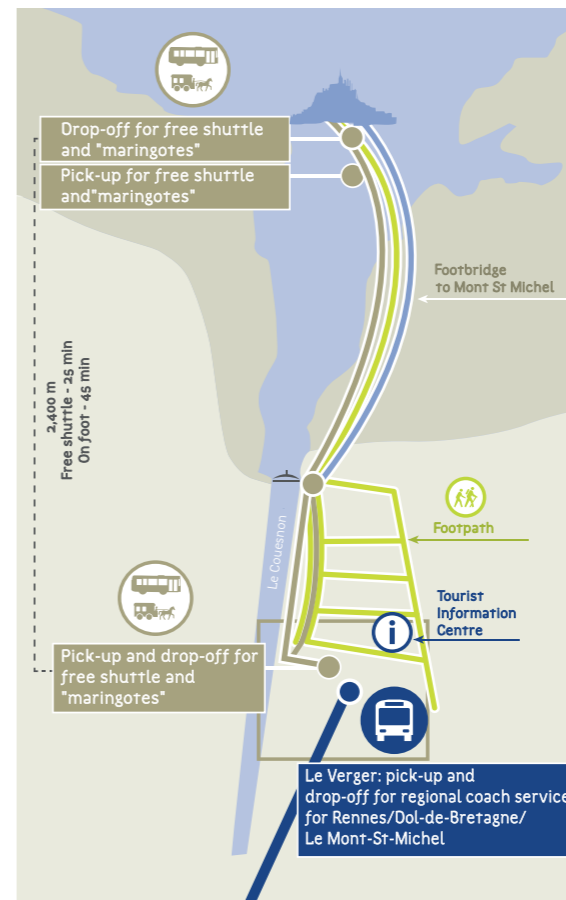 Drop-off for free shuttle
and "maringotes"
Pick-up for free shuttle
and"maringotes"
Footbridge
to Mont St Michel
2,400 m
Free shuttle - 25 min
On foot - 45 min
Le Couesnon
Footpath
Tourist
Information
Centre
i
Pick-up and drop-off for
free shuttle and
"maringotes"
Le Verger: pick-up and
drop-off for regional coach service
for Rennes/Dol-de-Bretagne/
Le Mont-St-Michel